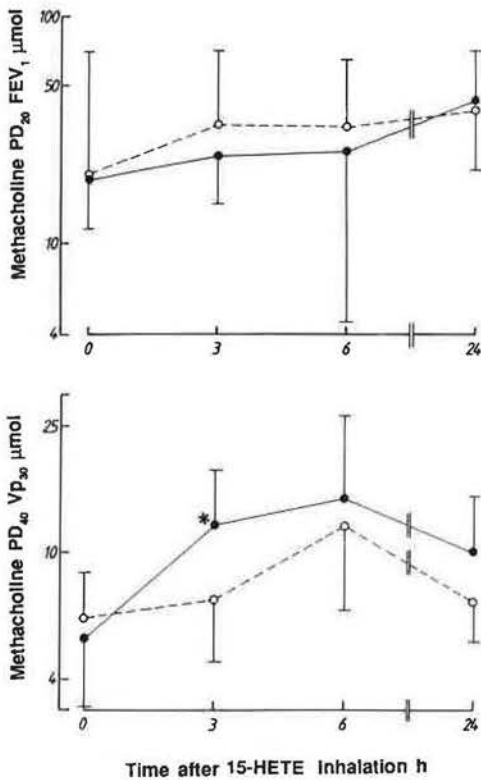 Methacholine PD20 FEV1 μmol
100
50
10
4
0 3 6 24
Methacholine PD40 Vp30 μmol
25
10
4
*
0 3 6 24
Time after 15-HETE inhalation h